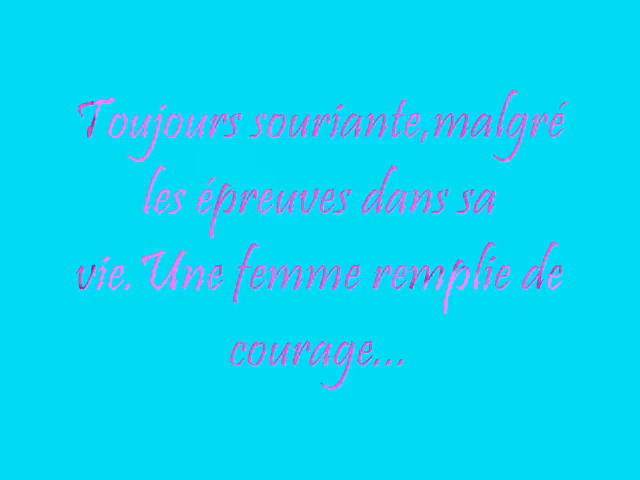 Toujours souriante,malgré
les épreuves dans sa
vie.Une femme remplie de
courage...